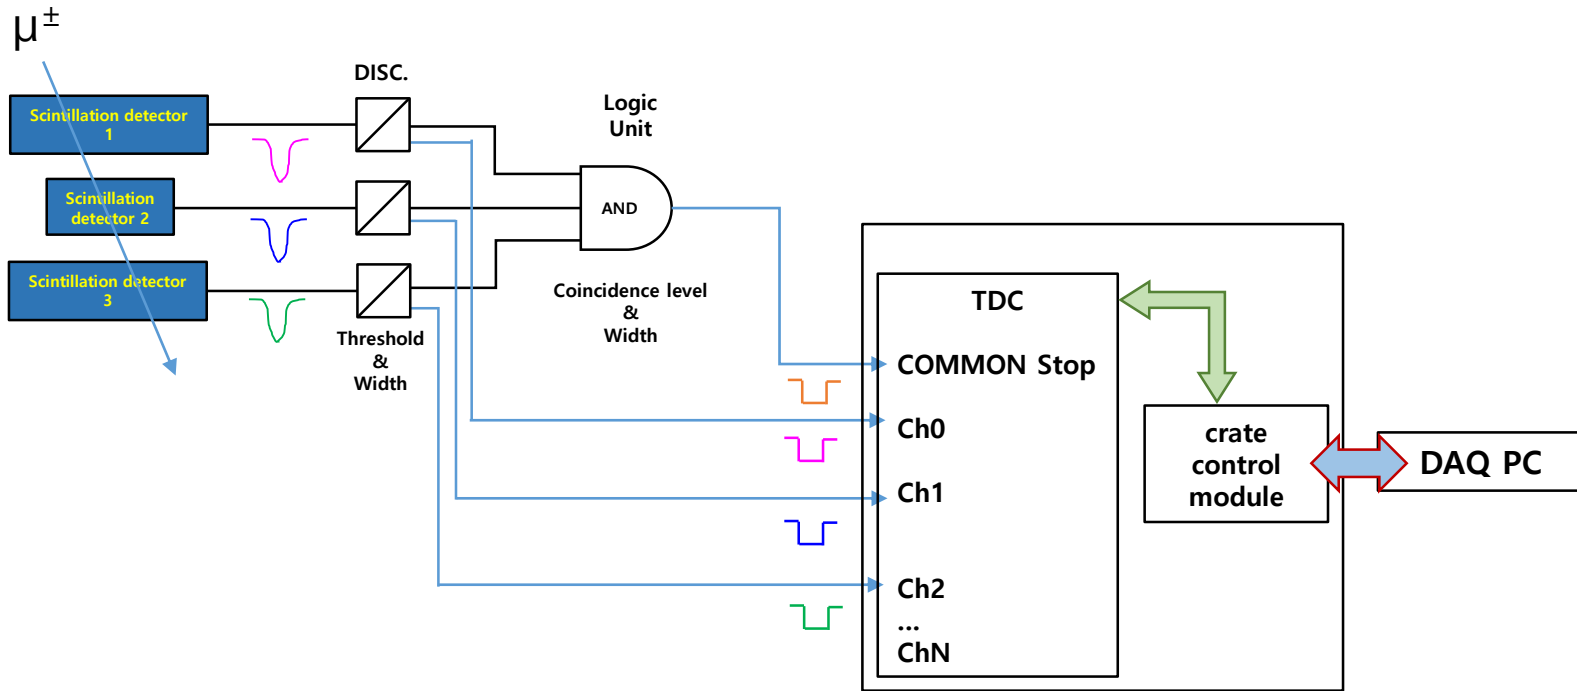 μ±
DISC.
Scintillation detector
1
Logic
Unit
Scintillation
detector 2
AND
Scintillation detector
3
Coincidence level
&
Width
Threshold
&
Width
TDC
COMMON Stop
Ch0
Ch1
Ch2
...
ChN
crate
control
module
DAQ PC